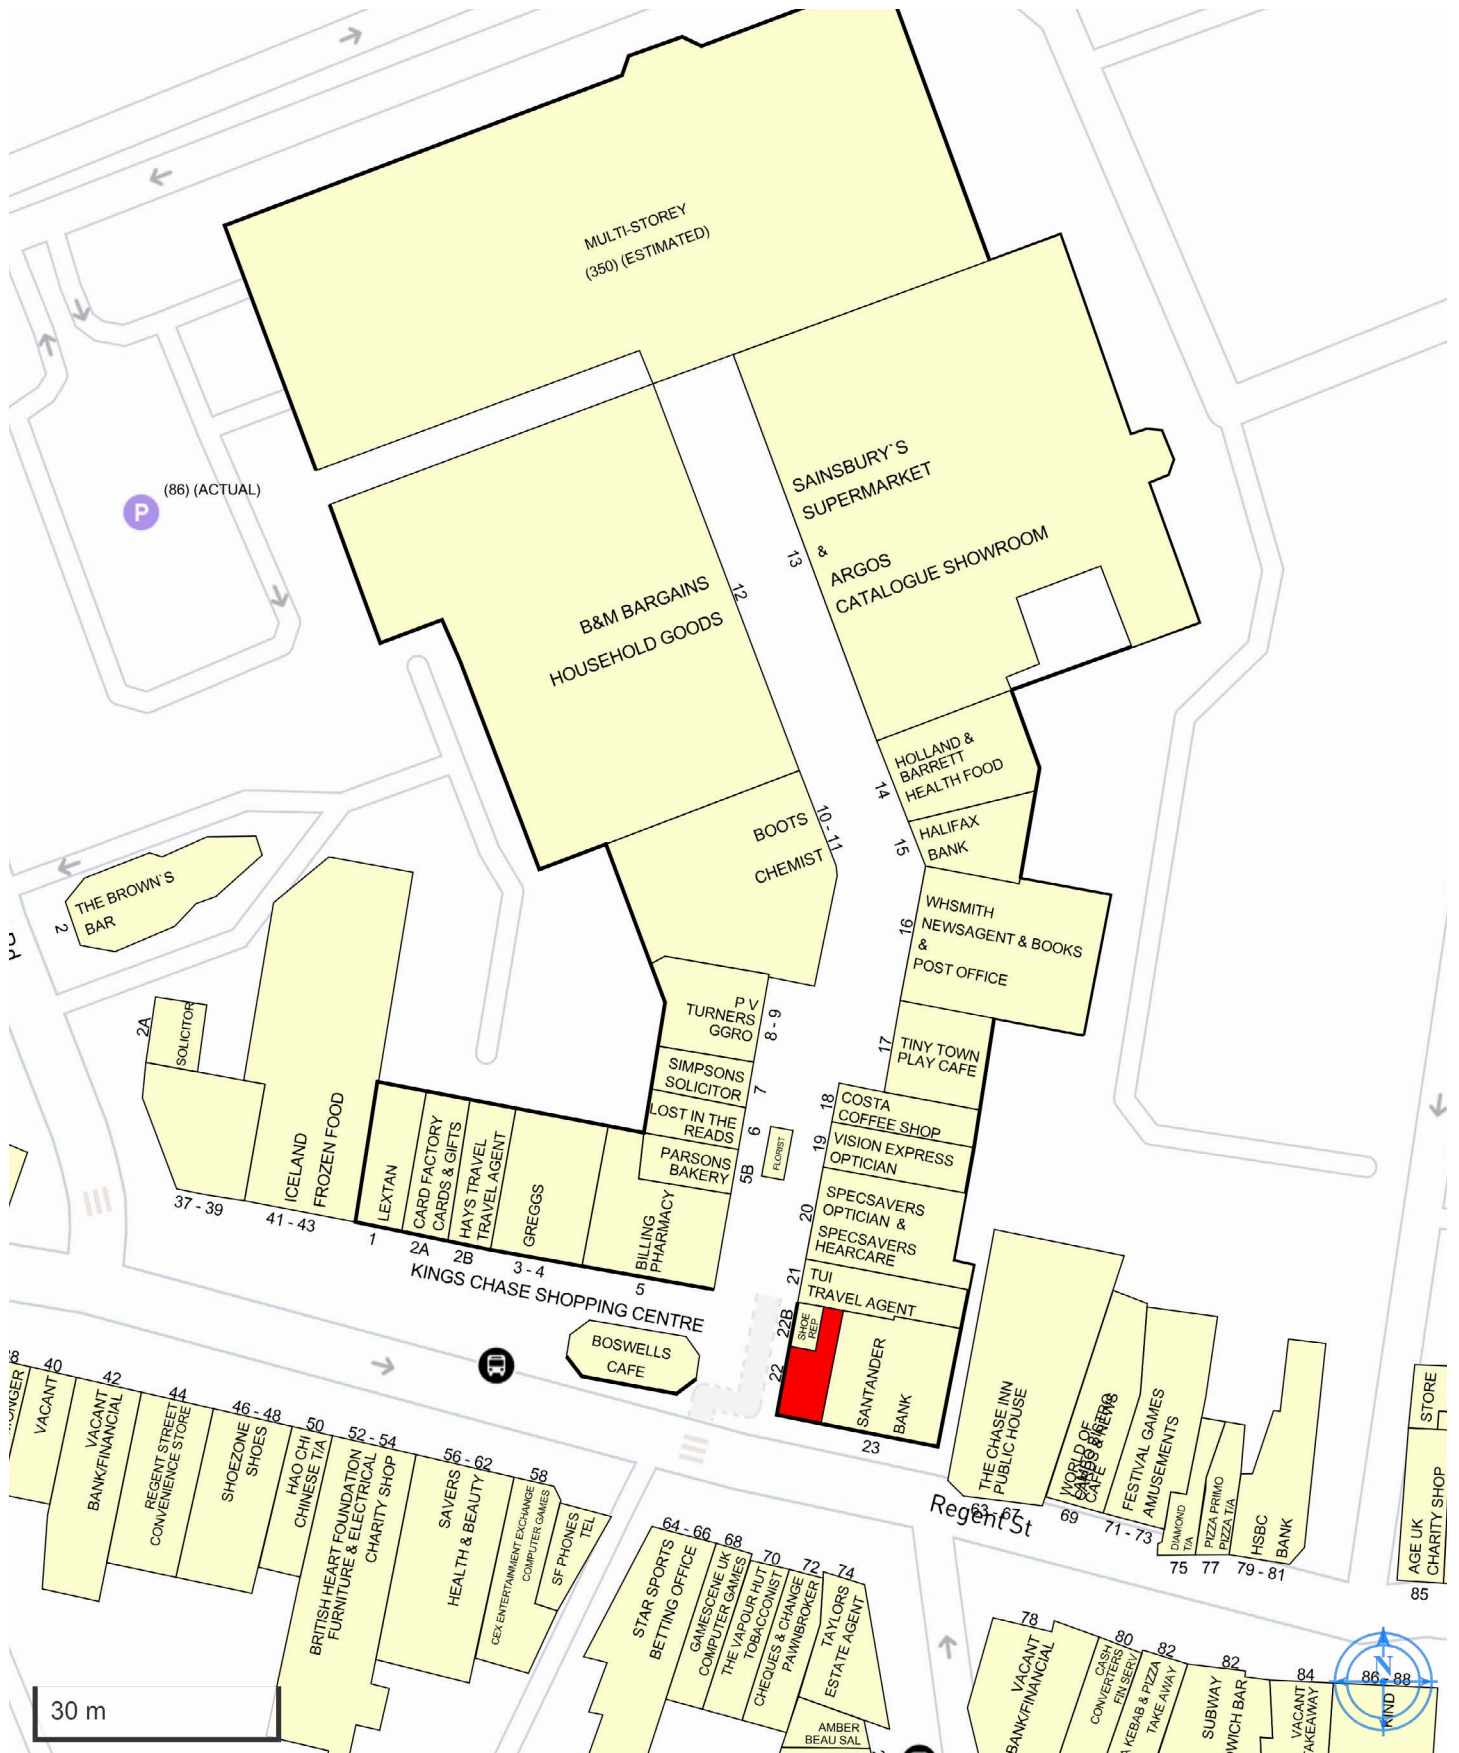 MULTI-STOREY
(350) (ESTIMATED)
(86) (ACTUAL)
P
SAINSBURY`S
SUPERMARKET
&
ARGOS
CATALOGUE SHOWROOM
13
12
B&M BARGAINS
HOUSEHOLD GOODS
HOLLAND &
BARRETT
HEALTH FOOD
14
HALIFAX
BANK
15
BOOTS
CHEMIST
10 - 11
WHSMITH
NEWSAGENT & BOOKS
&
POST OFFICE
16
THE BROWN`S
BAR
2
P V
TURNERS
GGRO
8 - 9
SIMPSONS
SOLICITOR
7
LOST IN THE
READS
6
PARSONS
BAKERY
5B
FLORIST
TINY TOWN
PLAY CAFE
17
COSTA
COFFEE SHOP
18
VISION EXPRESS
OPTICIAN
19
SPECSAVERS
OPTICIAN &
SPECSAVERS
HEARCARE
20
TUI
TRAVEL AGENT
21
SHOE
REP
22B
22
SANTANDER
BANK
23
SOLICITOR
2A
37 - 39
ICELAND
FROZEN FOOD
41 - 43
LEXTAN
1
CARD FACTORY
CARDS & GIFTS
2A
HAYS TRAVEL
TRAVEL AGENT
2B
GREGGS
3 - 4
BILLING
PHARMACY
5
KINGS CHASE SHOPPING CENTRE
BOSWELLS
CAFE
THE CHASE INN
PUBLIC HOUSE
63 - 67
WORLD OF
CARDS & NEWS
CAFE
69
FESTIVAL GAMES
AMUSEMENTS
71 - 73
DIAMOND
T/A
75
PIZZA PRIMO
PIZZA T/A
77
HSBC
BANK
79 - 81
STORE
AGE UK
CHARITY SHOP
85
Regent St
40
VACANT
42
VACANT
BANK/FINANCIAL
44
REGENT STREET
CONVENIENCE STORE
46 - 48
SHOEZONE
SHOES
50
HAO CHI
CHINESE T/A
52 - 54
BRITISH HEART FOUNDATION
FURNITURE & ELECTRICAL
CHARITY SHOP
56 - 62
SAVERS
HEALTH & BEAUTY
58
CEX ENTERTAINMENT EXCHANGE
COMPUTER GAMES
SF PHONES
TEL
64 - 66
STAR SPORTS
BETTING OFFICE
68
GAMESCENE UK
COMPUTER GAMES
70
THE VAPOUR HUT
TOBACCONIST
72
CHEQUES & CHANGE
PAWNBROKER
74
TAYLORS
ESTATE AGENT
AMBER
BEAU SAL
78
VACANT
BANK/FINANCIAL
80
CASH
CONVERTERS
FIN SERV
82
A KEBAB & PIZZA
TAKE AWAY
82
SUBWAY
WICH BAR
84
VACANT
TAKEAWAY
86 - 88
KIND
N
30 m